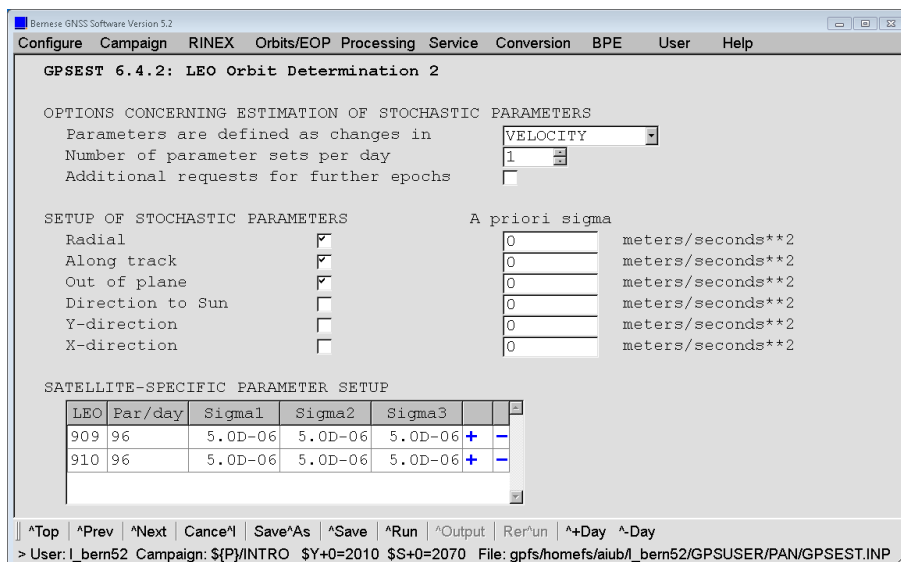 Bernese GNSS Software Version 5.2
Configure Campaign RINEX Orbits/EOP Processing Service Conversion BPE User Help
GPSEST 6.4.2: LEO Orbit Determination 2
OPTIONS CONCERNING ESTIMATION OF STOCHASTIC PARAMETERS
Parameters are defined as changes in VELOCITY
Number of parameter sets per day 1
Additional requests for further epochs
SETUP OF STOCHASTIC PARAMETERS A priori sigma
Radial 0 meters/seconds**2
Along track 0 meters/seconds**2
Out of plane 0 meters/seconds**2
Direction to Sun 0 meters/seconds**2
Y-direction 0 meters/seconds**2
X-direction 0 meters/seconds**2
SATELLITE-SPECIFIC PARAMETER SETUP
LEO Par/day Sigma1 Sigma2 Sigma3
909 96 5.0D-06 5.0D-06 5.0D-06 + -
910 96 5.0D-06 5.0D-06 5.0D-06 + -
^Top ^Prev ^Next Cance^l Save^As ^Save ^Run ^Output Rer^un ^+Day ^-Day
> User: l_bern52 Campaign: ${P}/INTRO $Y+0=2010 $S+0=2070 File: gpfs/homefs/aiub/l_bern52/GPSUSER/PAN/GPSEST.INP